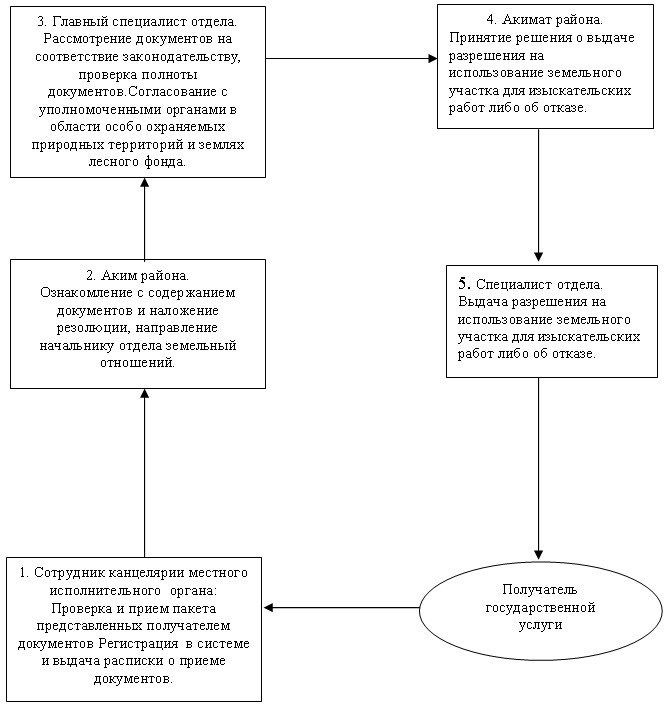 3. Главный специалист отдела.
Рассмотрение документов на
соответствие законодательству,
проверка полноты
документов.Согласование с
уполномоченными органами в
области особо охраняемых
природных территорий и землях
лесного фонда.
4. Акимат района.
Принятие решения о выдаче
разрешения на
использование земельного
участка для изыскательских
работ либо об отказе.
2. Аким района.
Ознакомление с содержанием
документов и наложение
резолюции, направление
начальнику отдела земельный
отношений.
5. Специалист отдела.
Выдача разрешения на
использование земельного
участка для изыскательских
работ либо об отказе.
1. Сотрудник канцелярии местного
исполнительного органа:
Проверка и прием пакета
представленных получателем
документов Регистрация в системе
и выдача расписки о приеме
документов.
Получатель
государственной
услуги